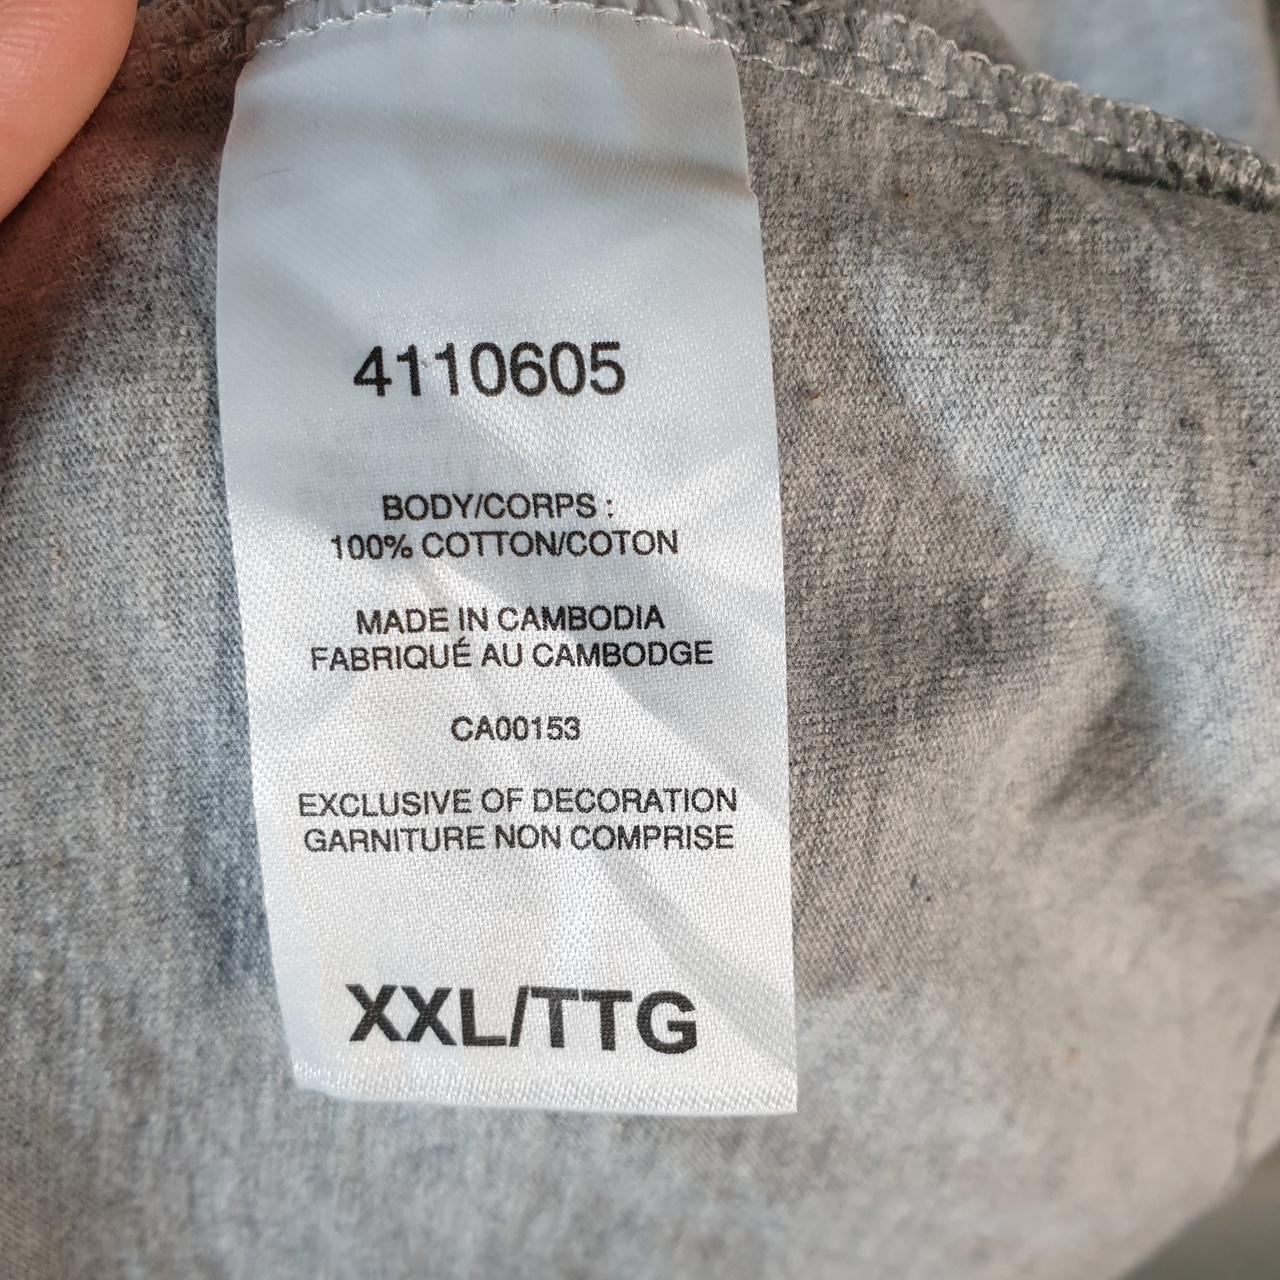 4110605
BODY/CORPS :
100% COTTON/COTON
MADE IN CAMBODIA
FABRIQUÉ AU CAMBODGE
CA00153
EXCLUSIVE OF DECORATION
GARNITURE NON COMPRISE
XXL/TTG